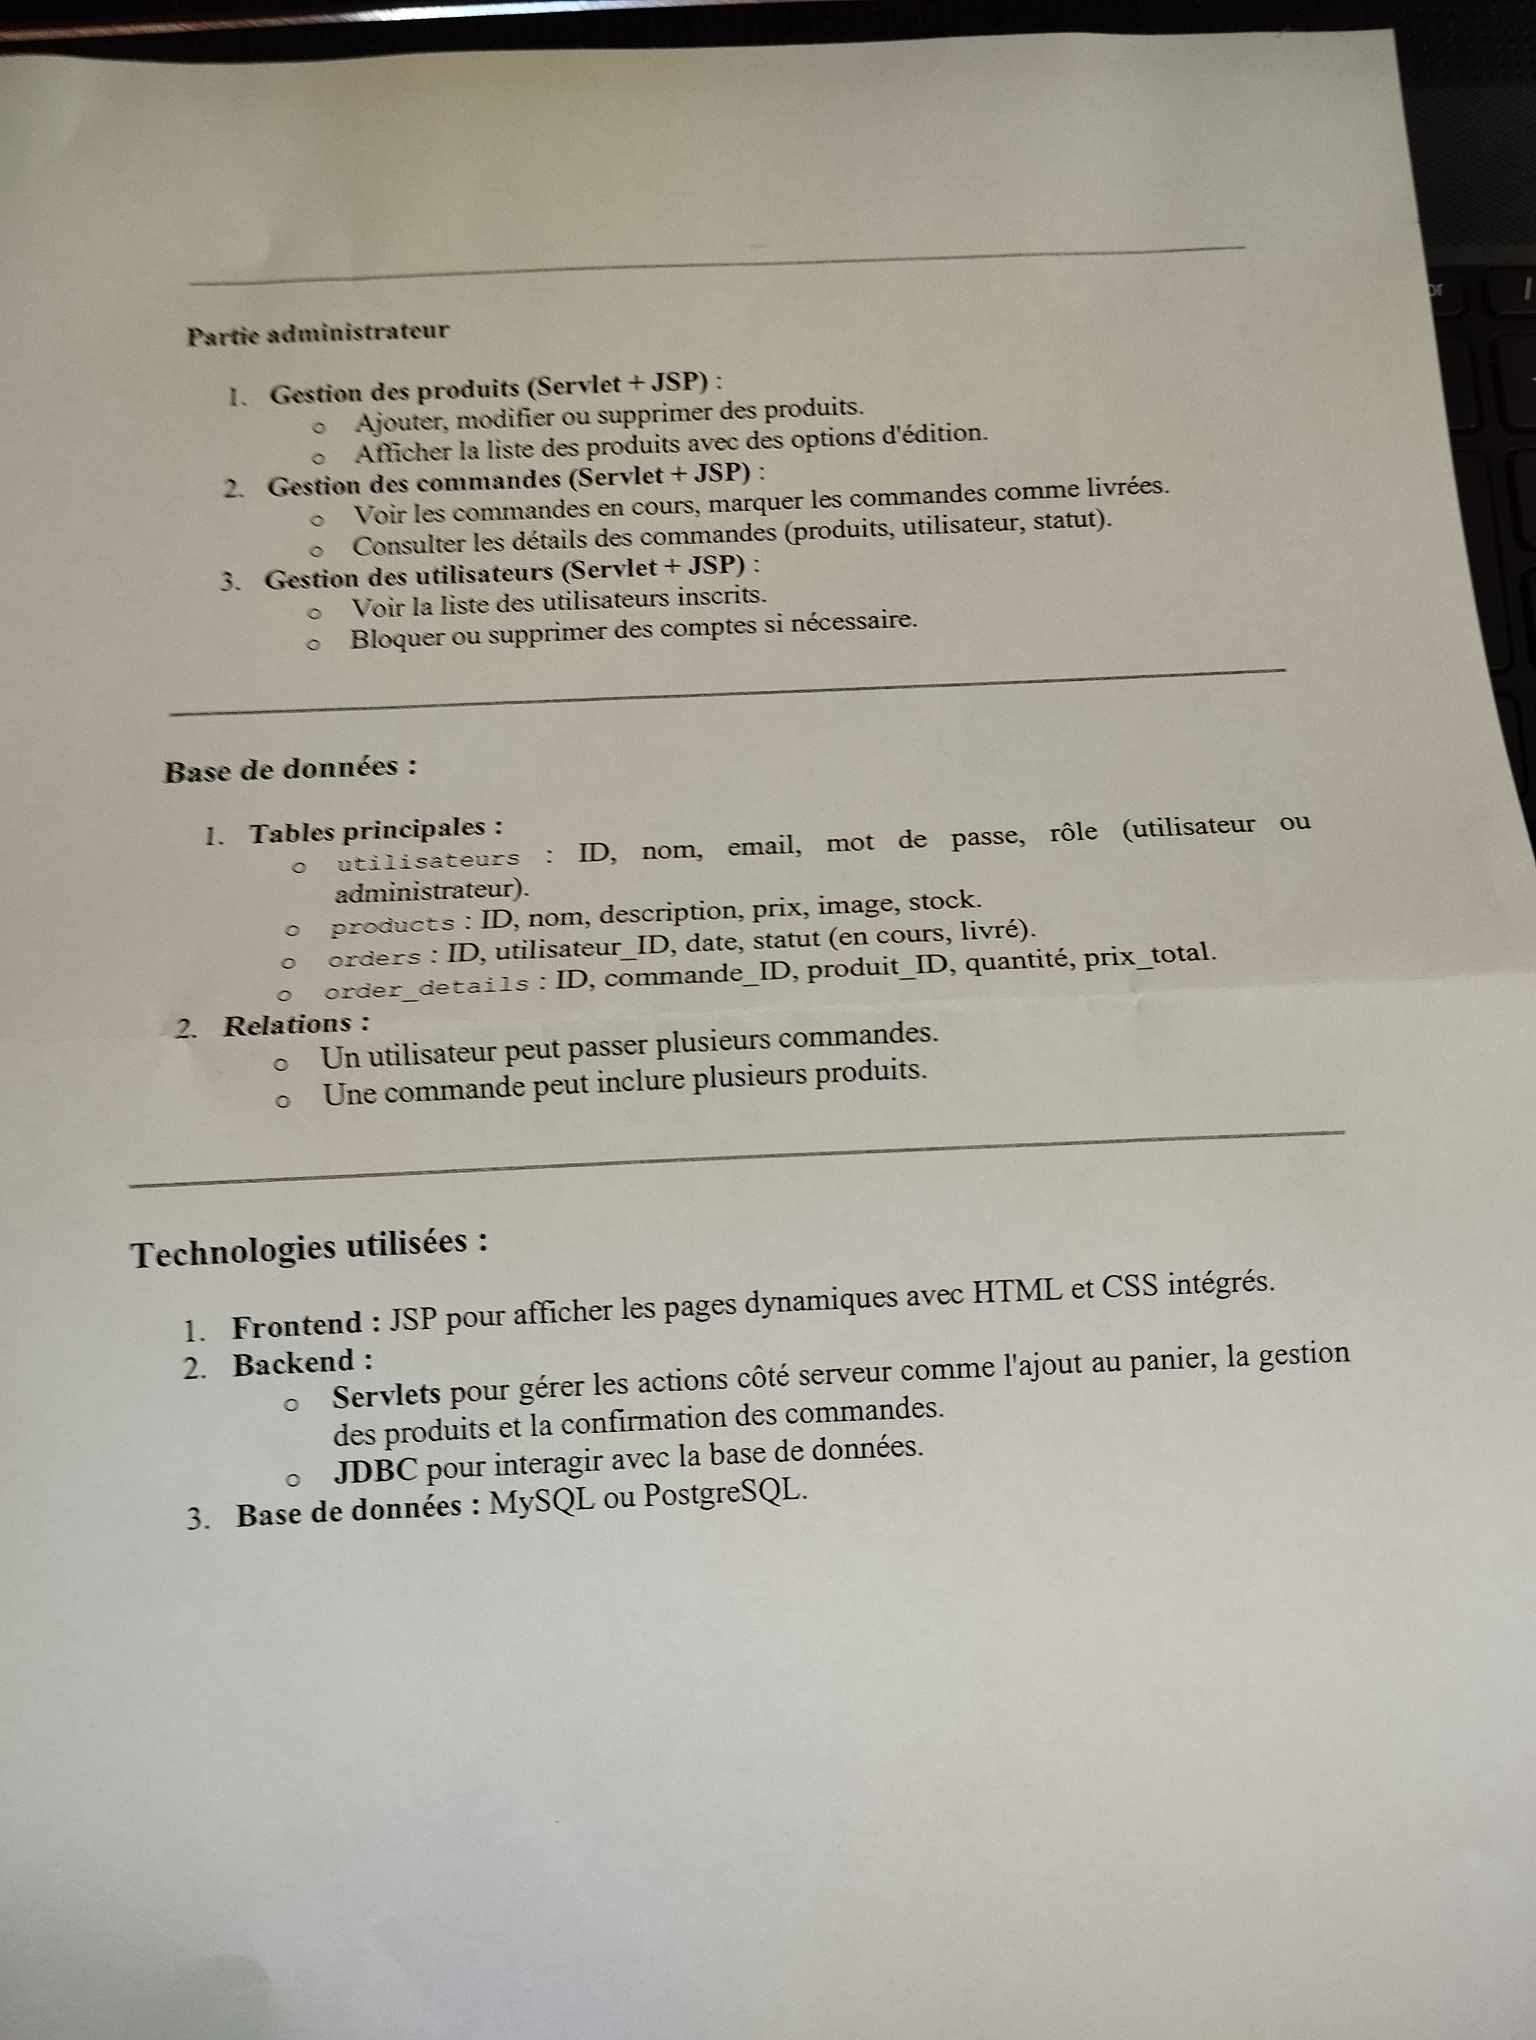 Partie administrateur
1. Gestion des produits (Servlet + JSP) :
o Ajouter, modifier ou supprimer des produits.
o Afficher la liste des produits avec des options d'édition.
2. Gestion des commandes (Servlet + JSP) :
o Voir les commandes en cours, marquer les commandes comme livrées.
o Consulter les détails des commandes (produits, utilisateur, statut).
3. Gestion des utilisateurs (Servlet + JSP) :
o Voir la liste des utilisateurs inscrits.
o Bloquer ou supprimer des comptes si nécessaire.
Base de données :
1. Tables principales :
o utilisateurs : ID, nom, email, mot de passe, rôle (utilisateur ou
administrateur).
o products : ID, nom, description, prix, image, stock.
o orders : ID, utilisateur_ID, date, statut (en cours, livré).
o order_details : ID, commande_ID, produit_ID, quantité, prix_total.
2. Relations :
o Un utilisateur peut passer plusieurs commandes.
o Une commande peut inclure plusieurs produits.
Technologies utilisées :
1. Frontend : JSP pour afficher les pages dynamiques avec HTML et CSS intégrés.
2. Backend :
o Servlets pour gérer les actions côté serveur comme l'ajout au panier, la gestion
des produits et la confirmation des commandes.
o JDBC pour interagir avec la base de données.
3. Base de données : MySQL ou PostgreSQL.